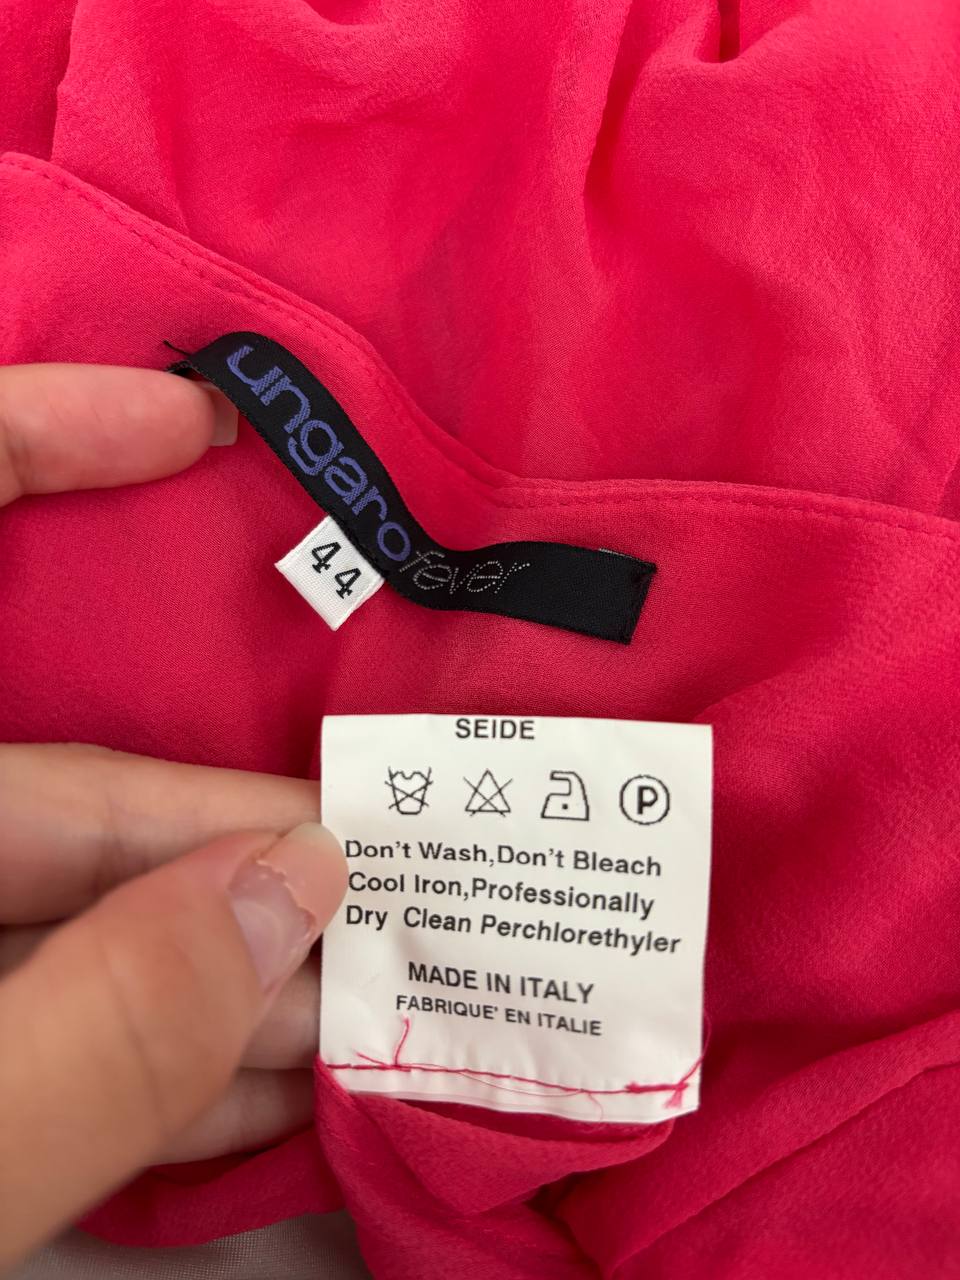 ungaro fever
44
SEIDE
P
Don't Wash,Don't Bleach
Cool Iron,Professionally
Dry Clean Perchlorethyler
MADE IN ITALY
FABRIQUE' EN ITALIE